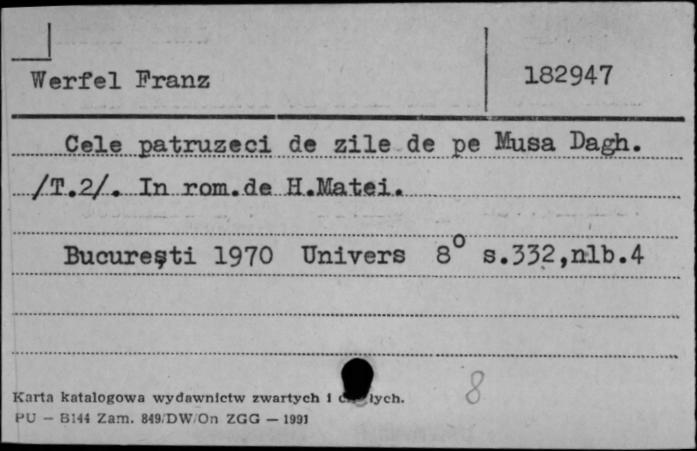 Werfel Franz
182947
Cele patruzeci de zile de pe Musa Dagh.
/T.2/. In rom.de H.Matei.
București 1970 Univers 8° s.332,nlb.4
8
Karta katalogowa wydawnictw zwartych i lych.
PU — B144 Zam. 849/DW/On ZGG — 1991